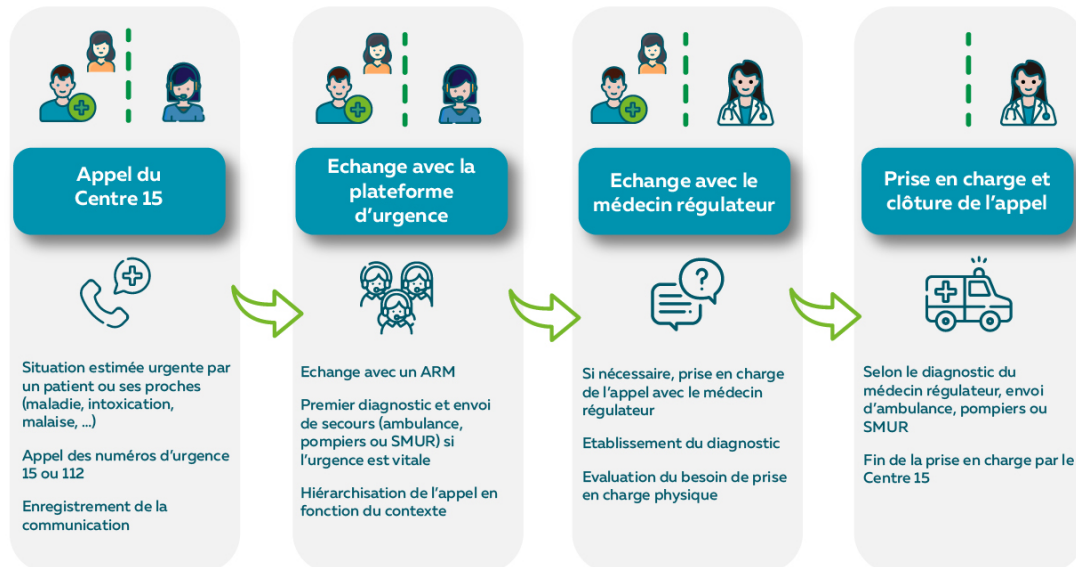 Appel du
Centre 15
Situation estimée urgente par
un patient ou ses proches
(maladie, intoxication,
malaise, ...)
Appel des numéros d'urgence
15 ou 112
Enregistrement de la
communication
Echange avec la
plateforme
d'urgence
Echange avec un ARM
Premier diagnostic et envoi
de secours (ambulance,
pompiers ou SMUR) si
l'urgence est vitale
Hiérarchisation de l'appel en
fonction du contexte
Echange avec le
médecin régulateur
?
Si nécessaire, prise en charge
de l'appel avec le médecin
régulateur
Etablissement du diagnostic
Evaluation du besoin de prise
en charge physique
Prise en charge et
clôture de l'appel
Selon le diagnostic du
médecin régulateur, envoi
d'ambulance, pompiers ou
SMUR
Fin de la prise en charge par le
Centre 15